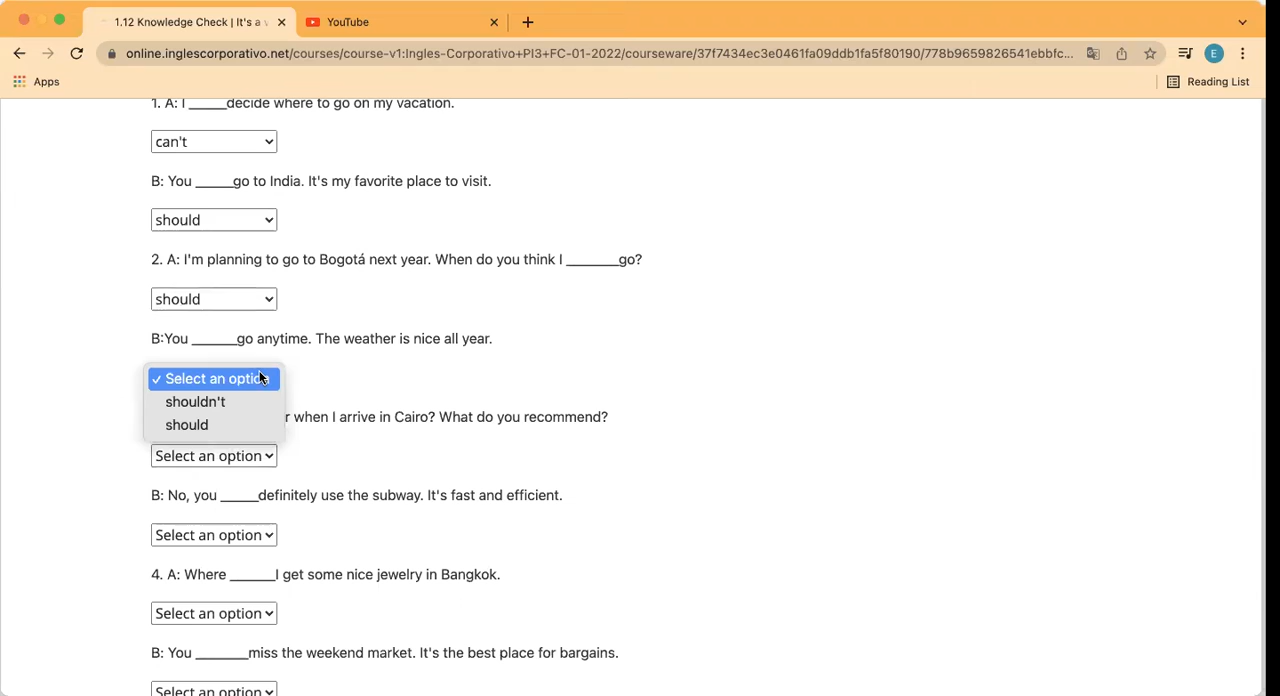 1.12 Knowledge Check | It's a w
YouTube
online.inglescorporativo.net/courses/course-v1:Ingles-Corporativo+PI3+FC-01-2022/courseware/37f7434ec3e0461fa09ddb1fa5f80190/778b9659826541ebbfc...
E
Apps
Reading List
1. A: I _____decide where to go on my vacation.
can't
B: You _____go to India. It's my favorite place to visit.
should
2. A: I'm planning to go to Bogotá next year. When do you think I _______go?
should
B:You ______go anytime. The weather is nice all year.
✓ Select an optio
shouldn't
should
r when I arrive in Cairo? What do you recommend?
Select an option
B: No, you _____definitely use the subway. It's fast and efficient.
Select an option
4. A: Where ______I get some nice jewelry in Bangkok.
Select an option
B: You _______miss the weekend market. It's the best place for bargains.
Select an option